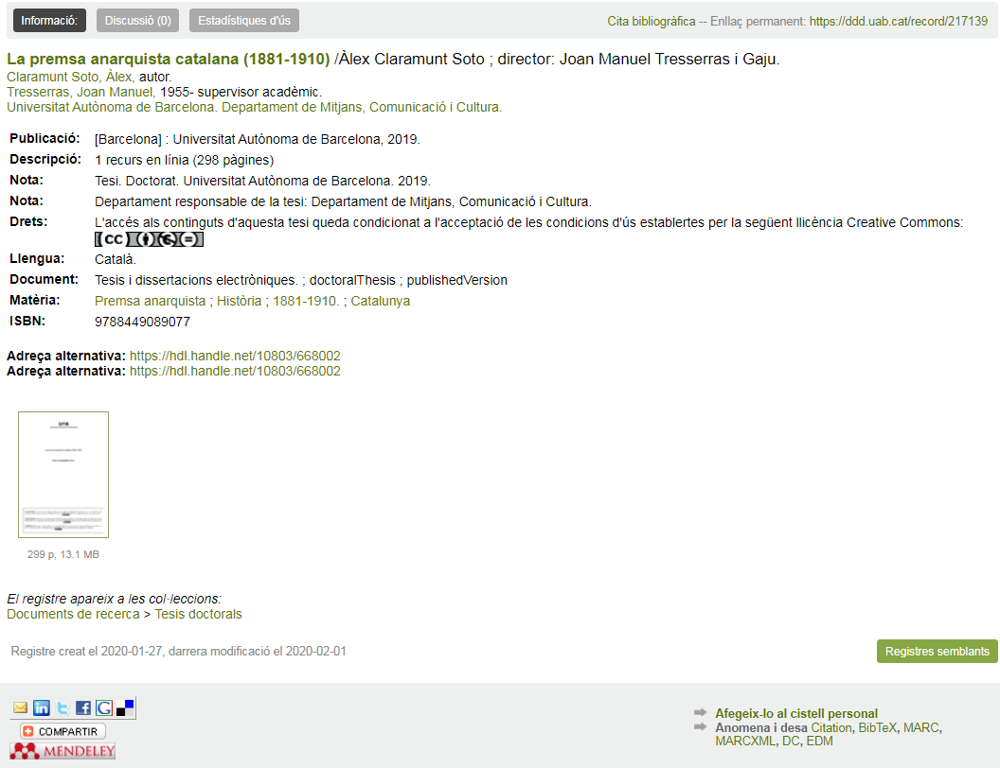 Informació:
Discussió (0)
Estadístiques d'ús
Cita bibliogràfica -- Enllaç permanent: https://ddd.uab.cat/record/217139
La premsa anarquista catalana (1881-1910) /Àlex Claramunt Soto ; director: Joan Manuel Tresserras i Gaju.
Claramunt Soto, Àlex, autor.
Tresserras, Joan Manuel, 1955- supervisor acadèmic.
Universitat Autònoma de Barcelona. Departament de Mitjans, Comunicació i Cultura.
Publicació: [Barcelona] : Universitat Autònoma de Barcelona, 2019.
Descripció: 1 recurs en línia (298 pàgines)
Nota: Tesi. Doctorat. Universitat Autònoma de Barcelona. 2019.
Nota: Departament responsable de la tesi: Departament de Mitjans, Comunicació i Cultura.
Drets: L'accés als continguts d'aquesta tesi queda condicionat a l'acceptació de les condicions d'ús establertes per la següent llicència Creative Commons:
cc
Llengua: Català.
Document: Tesis i dissertacions electròniques. ; doctoralThesis ; publishedVersion
Matèria: Premsa anarquista ; Història ; 1881-1910. ; Catalunya
ISBN: 9788449089077
Adreça alternativa: https://hdl.handle.net/10803/668002
Adreça alternativa: https://hdl.handle.net/10803/668002
299 p, 13.1 MB
El registre apareix a les col·leccions:
Documents de recerca > Tesis doctorals
Registre creat el 2020-01-27, darrera modificació el 2020-02-01
Registres semblants
COMPARTIR
MENDELEY
Afegeix-lo al cistell personal
Anomena i desa Citation, BibTeX, MARC,
MARCXML, DC, EDM